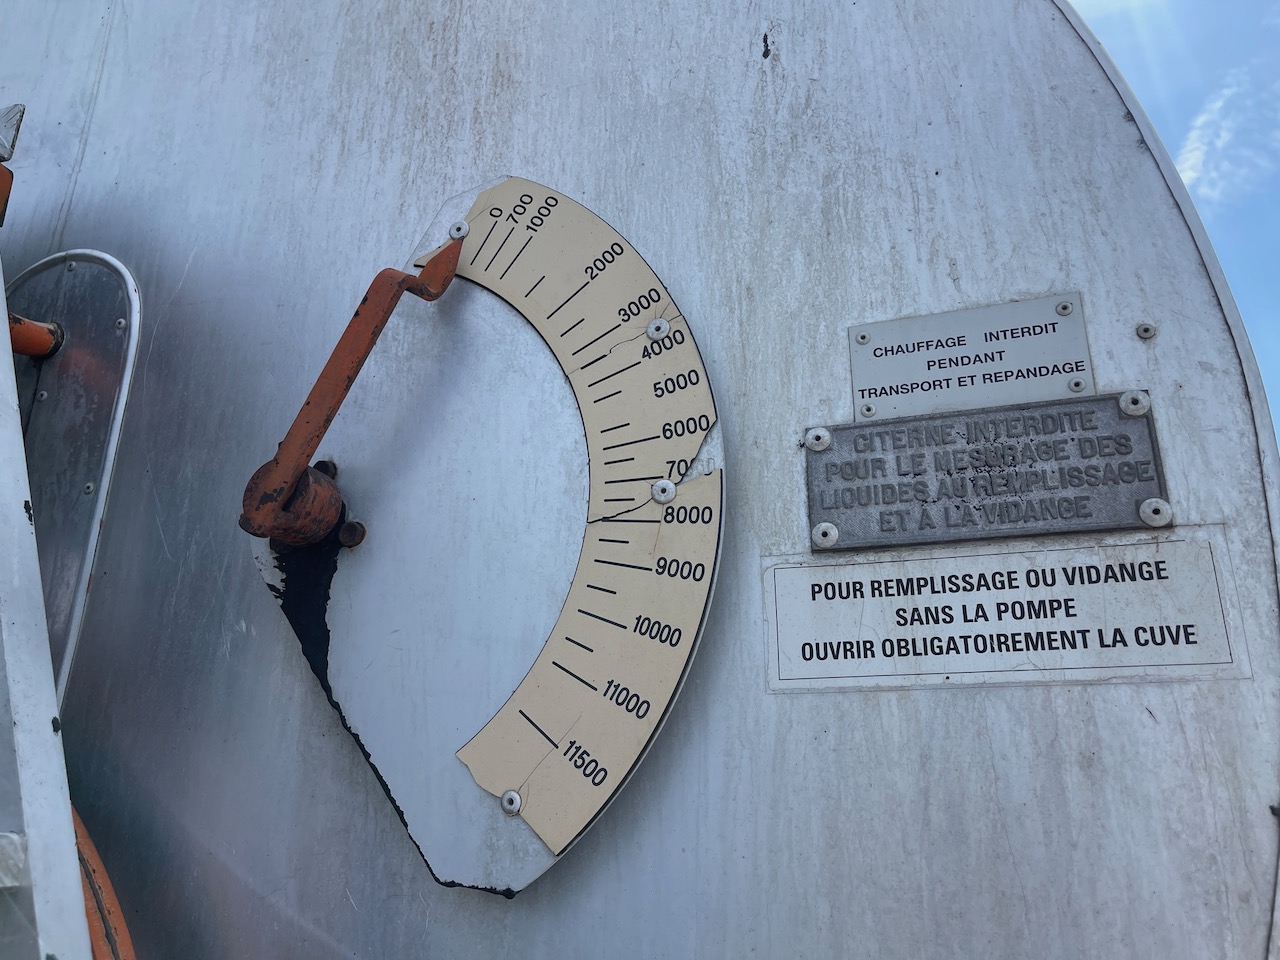 0
700
1000
2000
3000
4000
5000
6000
70
8000
9000
10000
11000
11500
CHAUFFAGE INTERDIT
PENDANT
TRANSPORT ET REPANDAGE
CITERNE INTERDITE
POUR LE MESURAGE DES
LIQUIDES AU REMPLISSAGE
ET A LA VIDANGE
POUR REMPLISSAGE OU VIDANGE
SANS LA POMPE
OUVRIR OBLIGATOIREMENT LA CUVE